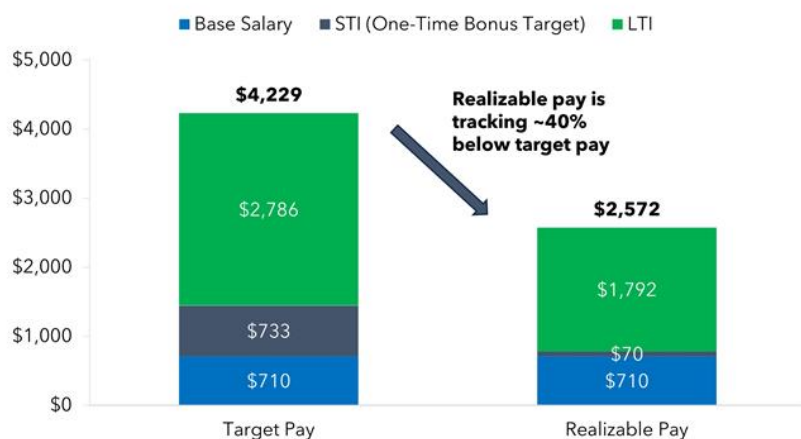 Base Salary STI (One-Time Bonus Target) LTI
$5,000
$4,000
$3,000
$2,000
$1,000
$0
$4,229
$2,786
$733
$710
Target Pay
Realizable pay is
tracking ~40%
below target pay
$2,572
$1,792
$70
$710
Realizable Pay